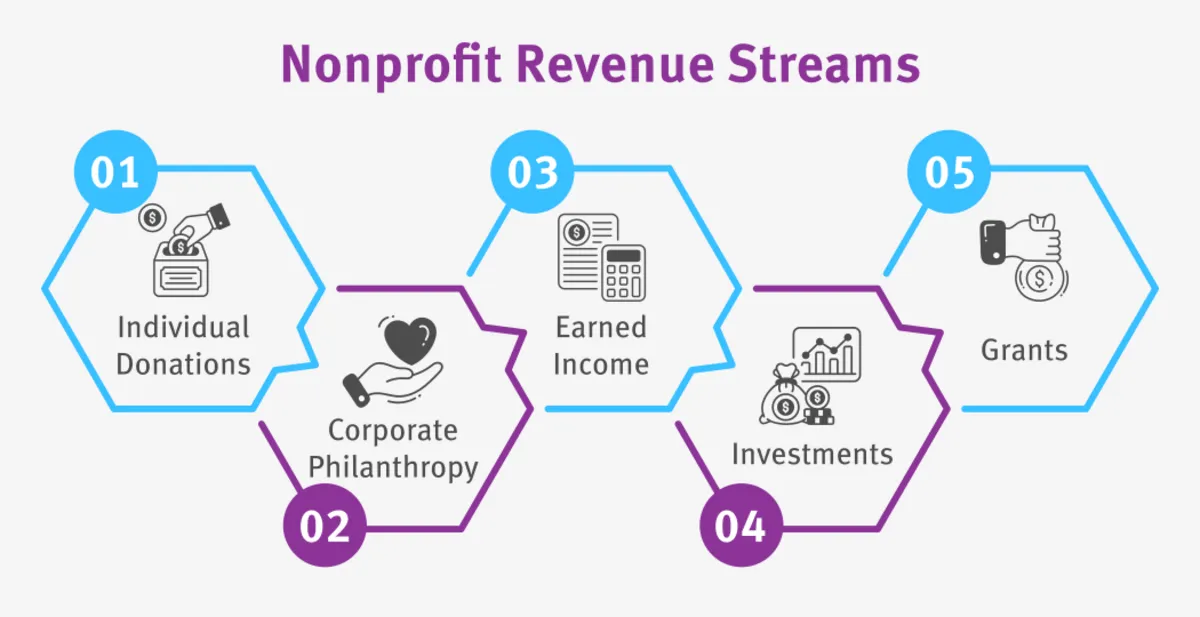 Nonprofit Revenue Streams
01
Individual
Donations
02
Corporate
Philanthropy
03
Earned
Income
04
Investments
05
Grants